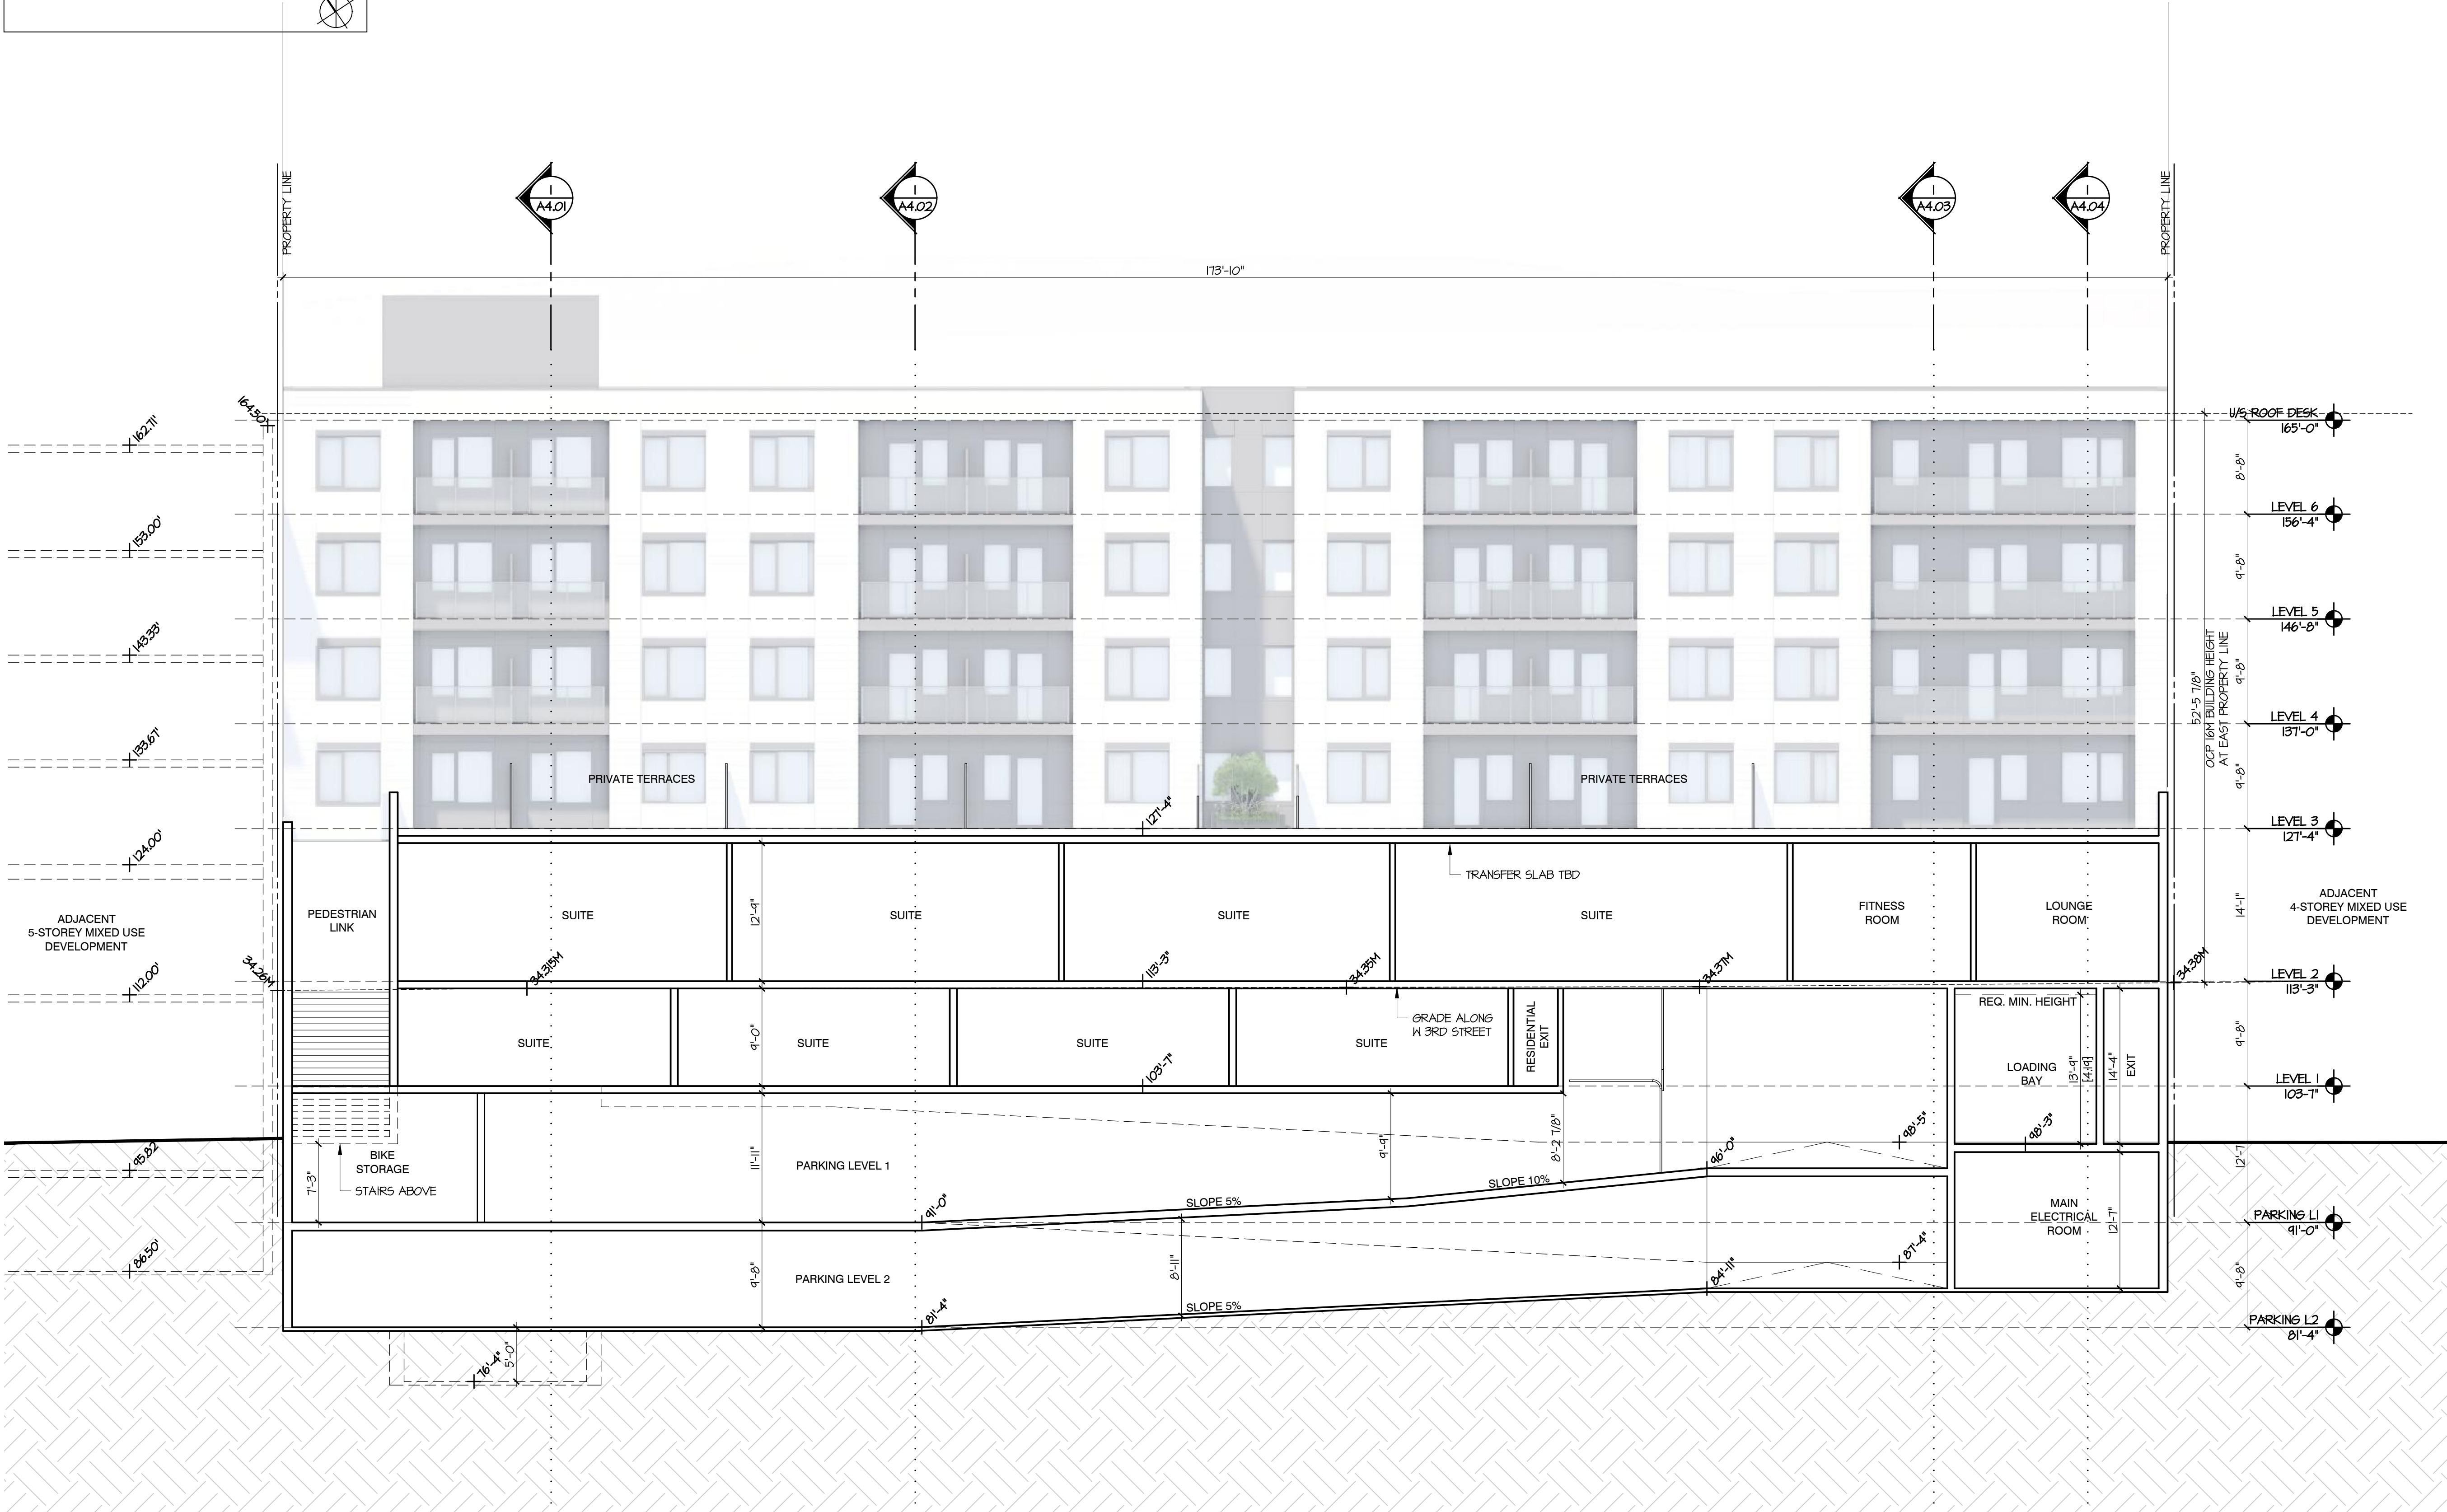 PROPERTY LINE
A4.01
A4.02
A4.03
A4.04
PROPERTY LINE
173'-10"
164.50'
162.71'
153.00'
143.33'
133.67'
124.00'
112.00'
95.82'
86.50'
U/S ROOF DESK
165'-0"
8'-8"
LEVEL 6
156'-4"
9'-8"
LEVEL 5
146'-8"
9'-8"
LEVEL 4
137'-0"
9'-8"
LEVEL 3
127'-4"
14'-1"
LEVEL 2
113'-3"
9'-8"
LEVEL 1
103'-7"
12'-7"
PARKING L1
91'-0"
9'-8"
PARKING L2
81'-4"
52'-5 7/8"
OCP 16M BUILDING HEIGHT
AT EAST PROPERTY LINE
PRIVATE TERRACES
PRIVATE TERRACES
127'-4"
TRANSFER SLAB TBD
ADJACENT
5-STOREY MIXED USE
DEVELOPMENT
PEDESTRIAN
LINK
SUITE
12'-9"
SUITE
SUITE
SUITE
FITNESS
ROOM
LOUNGE
ROOM
ADJACENT
4-STOREY MIXED USE
DEVELOPMENT
34.26M
34.315M
113'-3"
34.35M
34.37M
34.38M
GRADE ALONG
W 3RD STREET
SUITE
9'-0"
SUITE
SUITE
SUITE
RESIDENTIAL
EXIT
REQ. MIN. HEIGHT
LOADING
BAY
13'-9"
[4.19]
14'-4"
EXIT
103'-7"
BIKE
STORAGE
STAIRS ABOVE
7'-3"
11'-11"
PARKING LEVEL 1
9'-9"
8'-2 7/8"
98'-5"
98'-3"
96'-0"
91'-0"
SLOPE 5%
SLOPE 10%
MAIN
ELECTRICAL
ROOM
12'-7"
9'-8"
PARKING LEVEL 2
8'-11"
87'-4"
84'-11"
81'-4"
SLOPE 5%
76'-4"
5'-0"